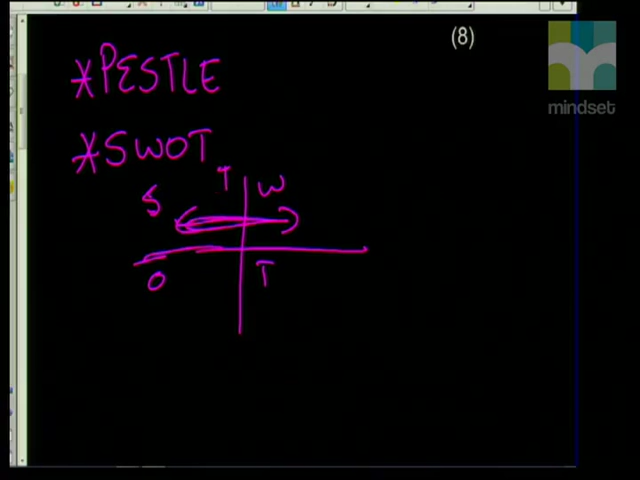 (8)
*PESTLE
mindset
*SWOT
T
S W
O T